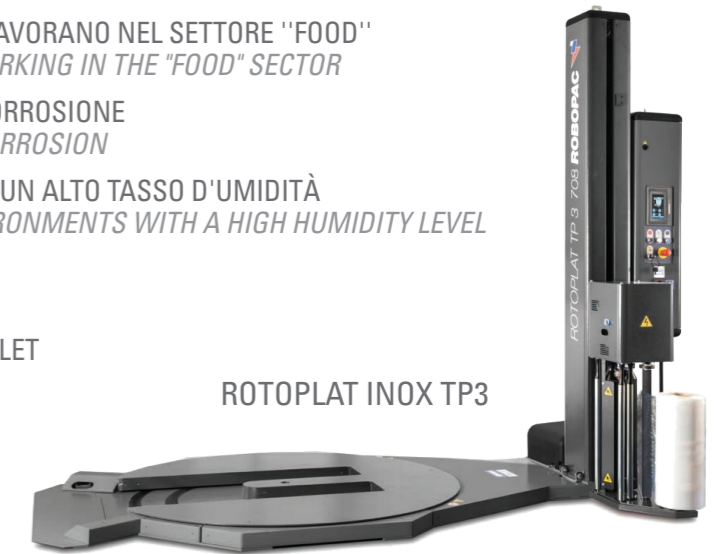 AVORANO NEL SETTORE ''FOOD''
RKING IN THE "FOOD" SECTOR
ORROSIONE
RROSION
UN ALTO TASSO D'UMIDITÀ
RONMENTS WITH A HIGH HUMIDITY LEVEL
LET
ROTOPLAT INOX TP3
ROTOPLAT TP 3 708 ROBOPAC